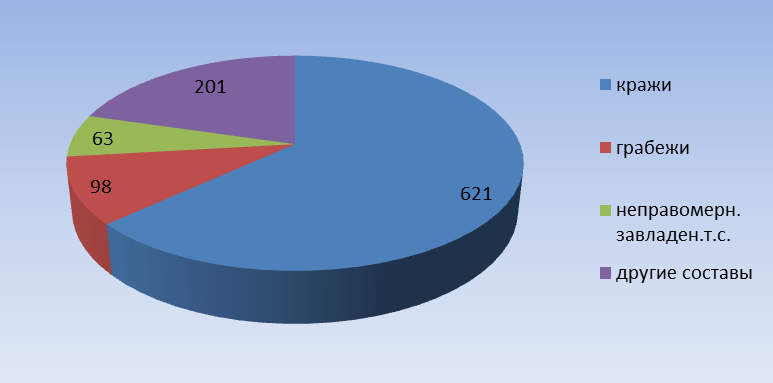 201
63
98
621
кражи
грабежи
неправомерн.
завладен.т.с.
другие составы